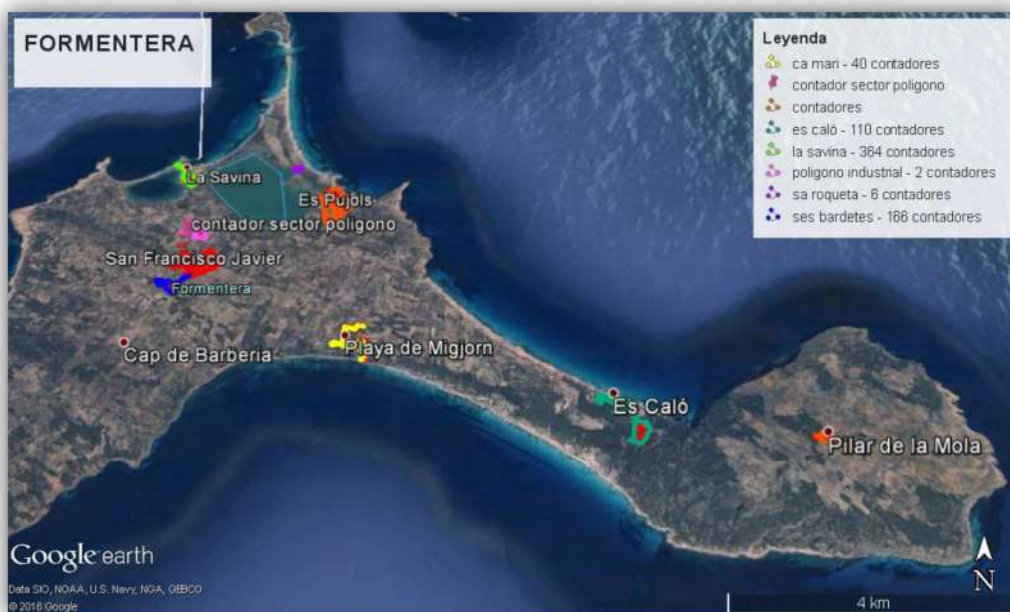 FORMENTERA
Leyenda
ca mari - 40 contadores
contador sector poligono
contadores
es caló - 110 contadores
la savina - 364 contadores
poligono industrial - 2 contadores
sa roqueta - 6 contadores
ses bardetes - 166 contadores
La Savina
Es Pujols
contador sector poligono
San Francisco Javier
Formentera
Cap de Barberia
Playa de Migjorn
Es Caló
Pilar de la Mola
Google earth
Data SIO, NOAA, U.S. Navy, NGA, GEBCO
© 2016 Google
N
4 km